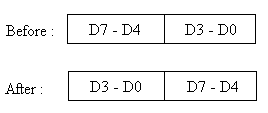 Before : D7 - D4 D3 - D0
After : D3 - D0 D7 - D4